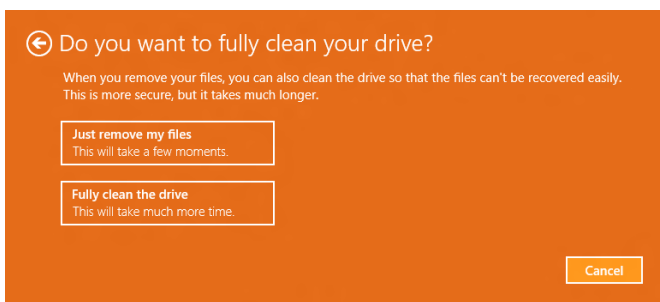 Do you want to fully clean your drive?
When you remove your files, you can also clean the drive so that the files can't be recovered easily.
This is more secure, but it takes much longer.
Just remove my files
This will take a few moments.
Fully clean the drive
This will take much more time.
Cancel